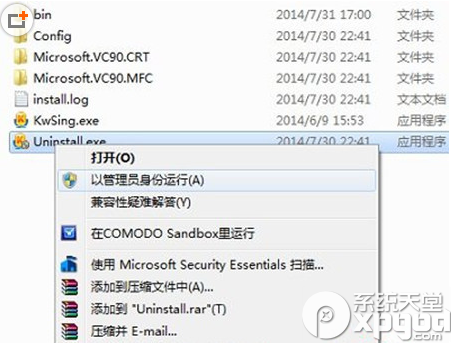 bin 2014/7/31 17:00 文件夹
Config 2014/7/30 22:41 文件夹
Microsoft.VC90.CRT 2014/7/30 22:41 文件夹
Microsoft.VC90.MFC 2014/7/30 22:41 文件夹
install.log 2014/7/30 22:41 文本文档
KwSing.exe 2014/6/9 15:53 应用程序
Uninstall.exe 2014/7/30 22:41 应用程序
打开(O)
以管理员身份运行(A)
兼容性疑难解答(Y)
在COMODO Sandbox里运行
使用 Microsoft Security Essentials 扫描...
添加到压缩文件中(A)...
添加到 "Uninstall.rar"(T)
压缩并 E-mail...
系统天堂